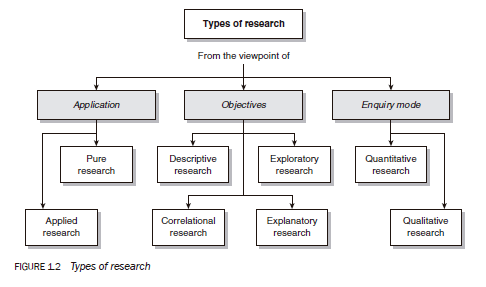 Types of research
From the viewpoint of
Application
Objectives
Enquiry mode
Pure
research
Descriptive
research
Exploratory
research
Quantitative
research
Applied
research
Correlational
research
Explanatory
research
Qualitative
research
FIGURE 1.2 Types of research